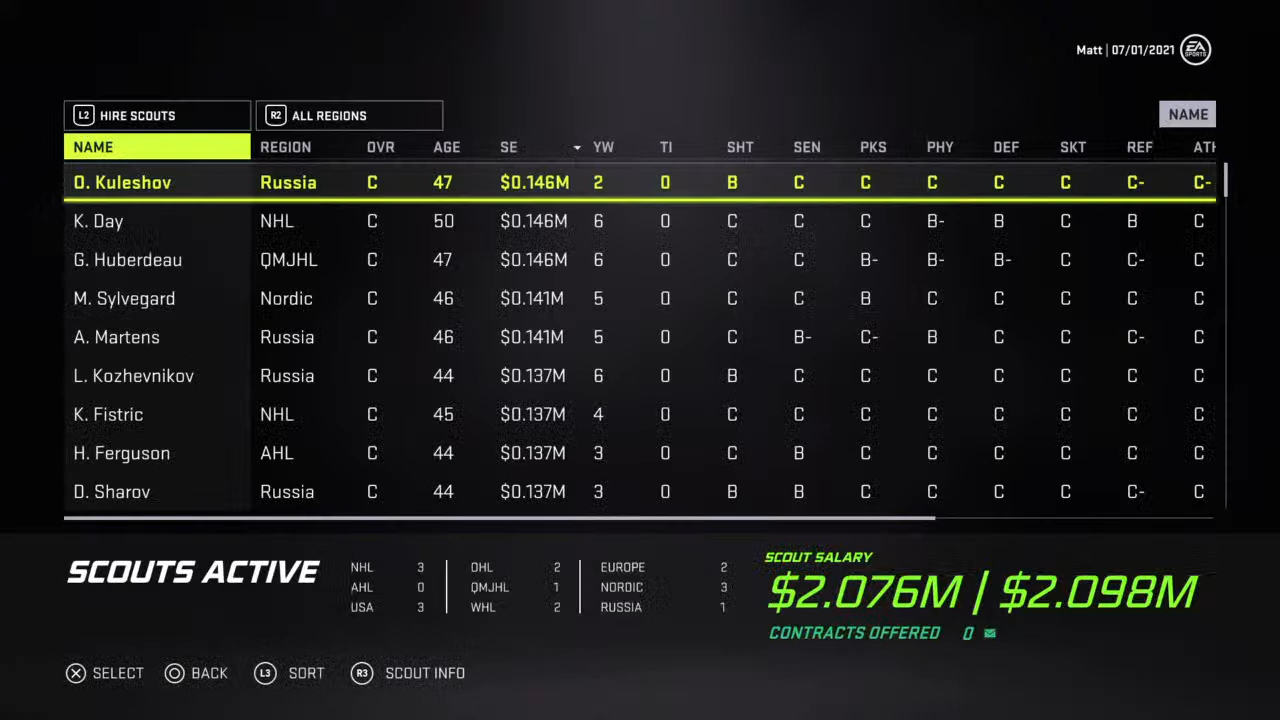 Matt | 07/01/2021 EA SPORTS
L2 HIRE SCOUTS R2 ALL REGIONS NAME
NAME REGION OVR AGE SE YW TI SHT SEN PKS PHY DEF SKT REF ATH
O. Kuleshov Russia C 47 $0.146M 2 0 B C C C C C C- C-
K. Day NHL C 50 $0.146M 6 0 C C C B- B C B C
G. Huberdeau QMJHL C 47 $0.146M 6 0 C C B- B- B- C C- C
M. Sylvegard Nordic C 46 $0.141M 5 0 C C B C C C C C
A. Martens Russia C 46 $0.141M 5 0 C B- C- B C C C- C
L. Kozhevnikov Russia C 44 $0.137M 6 0 B C C C C C C C
K. Fistric NHL C 45 $0.137M 4 0 C C C C C C C C
H. Ferguson AHL C 44 $0.137M 3 0 C B C C C C C C
D. Sharov Russia C 44 $0.137M 3 0 B B C C C C C- C
SCOUTS ACTIVE
NHL 3 OHL 2 EUROPE 2
AHL 0 QMJHL 1 NORDIC 3
USA 3 WHL 2 RUSSIA 1
SCOUT SALARY
$2.076M | $2.098M
CONTRACTS OFFERED 0
SELECT BACK L3 SORT R3 SCOUT INFO